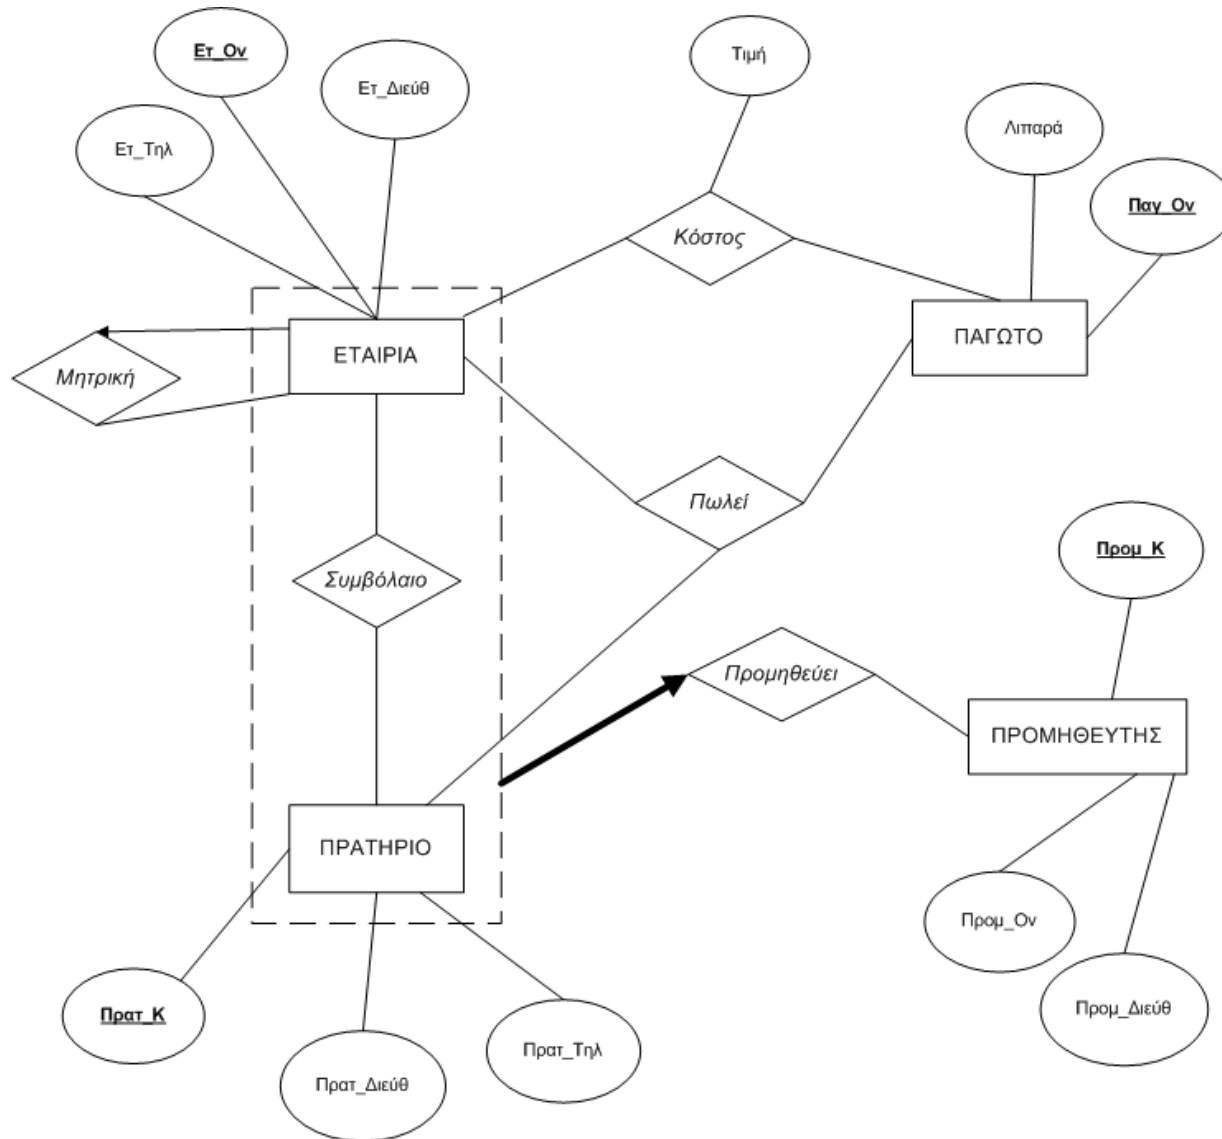 Ετ_Ον
Τιμή
Ετ_Διεύθ
Λιπαρά
Ετ_Τηλ
Παγ_Ον
Κόστος
ΕΤΑΙΡΙΑ
ΠΑΓΩΤΟ
Μητρική
Πωλεί
Προμ_Κ
Συμβόλαιο
Προμηθεύει
ΠΡΟΜΗΘΕΥΤΗΣ
ΠΡΑΤΗΡΙΟ
Προμ_Ον
Προμ_Διεύθ
Πρατ_Κ
Πρατ_Τηλ
Πρατ_Διεύθ